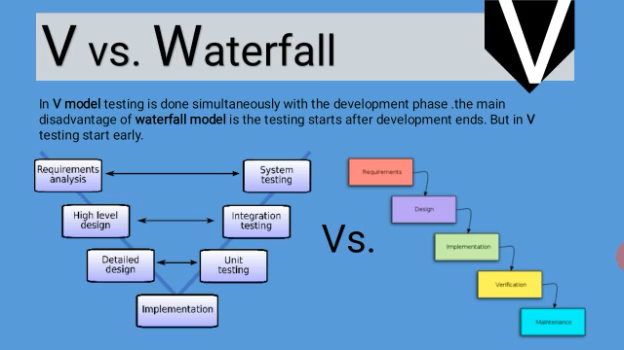 V vs. Waterfall
V
In V model testing is done simultaneously with the development phase .the main
disadvantage of waterfall model is the testing starts after development ends. But in V
testing start early.
Requirements
analysis
System
testing
High level
design
Integration
testing
Detailed
design
Unit
testing
Implementation
Vs.
Requirements
Design
Implementation
Verification
Maintenance